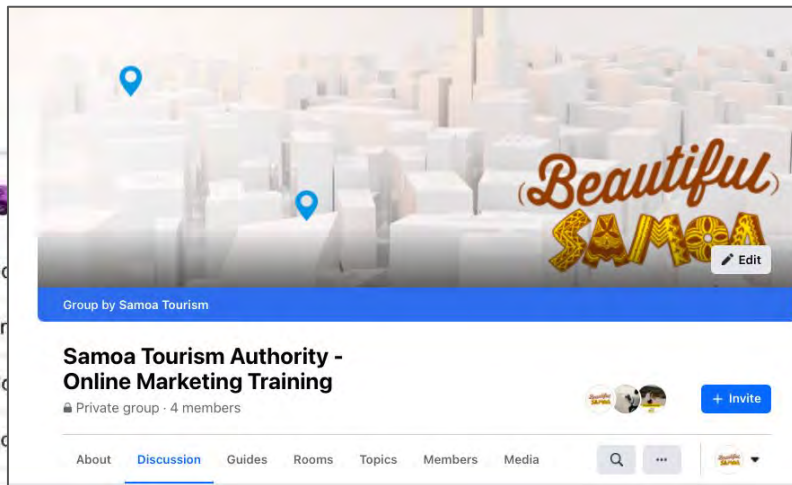 Beautiful
SAMOA
Edit
Group by Samoa Tourism
Samoa Tourism Authority -
Online Marketing Training
Private group · 4 members
+ Invite
About Discussion Guides Rooms Topics Members Media